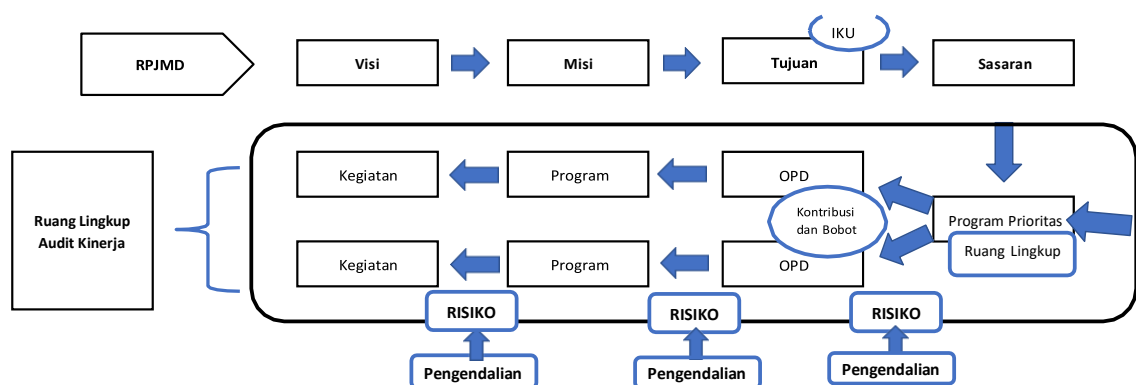 IKU
RPJMD
Visi
Misi
Tujuan
Sasaran
Ruang Lingkup
Audit Kinerja
Kegiatan
Program
OPD
Kontribusi
dan Bobot
Program Prioritas
Ruang Lingkup
Kegiatan
Program
OPD
RISIKO
RISIKO
RISIKO
Pengendalian
Pengendalian
Pengendalian